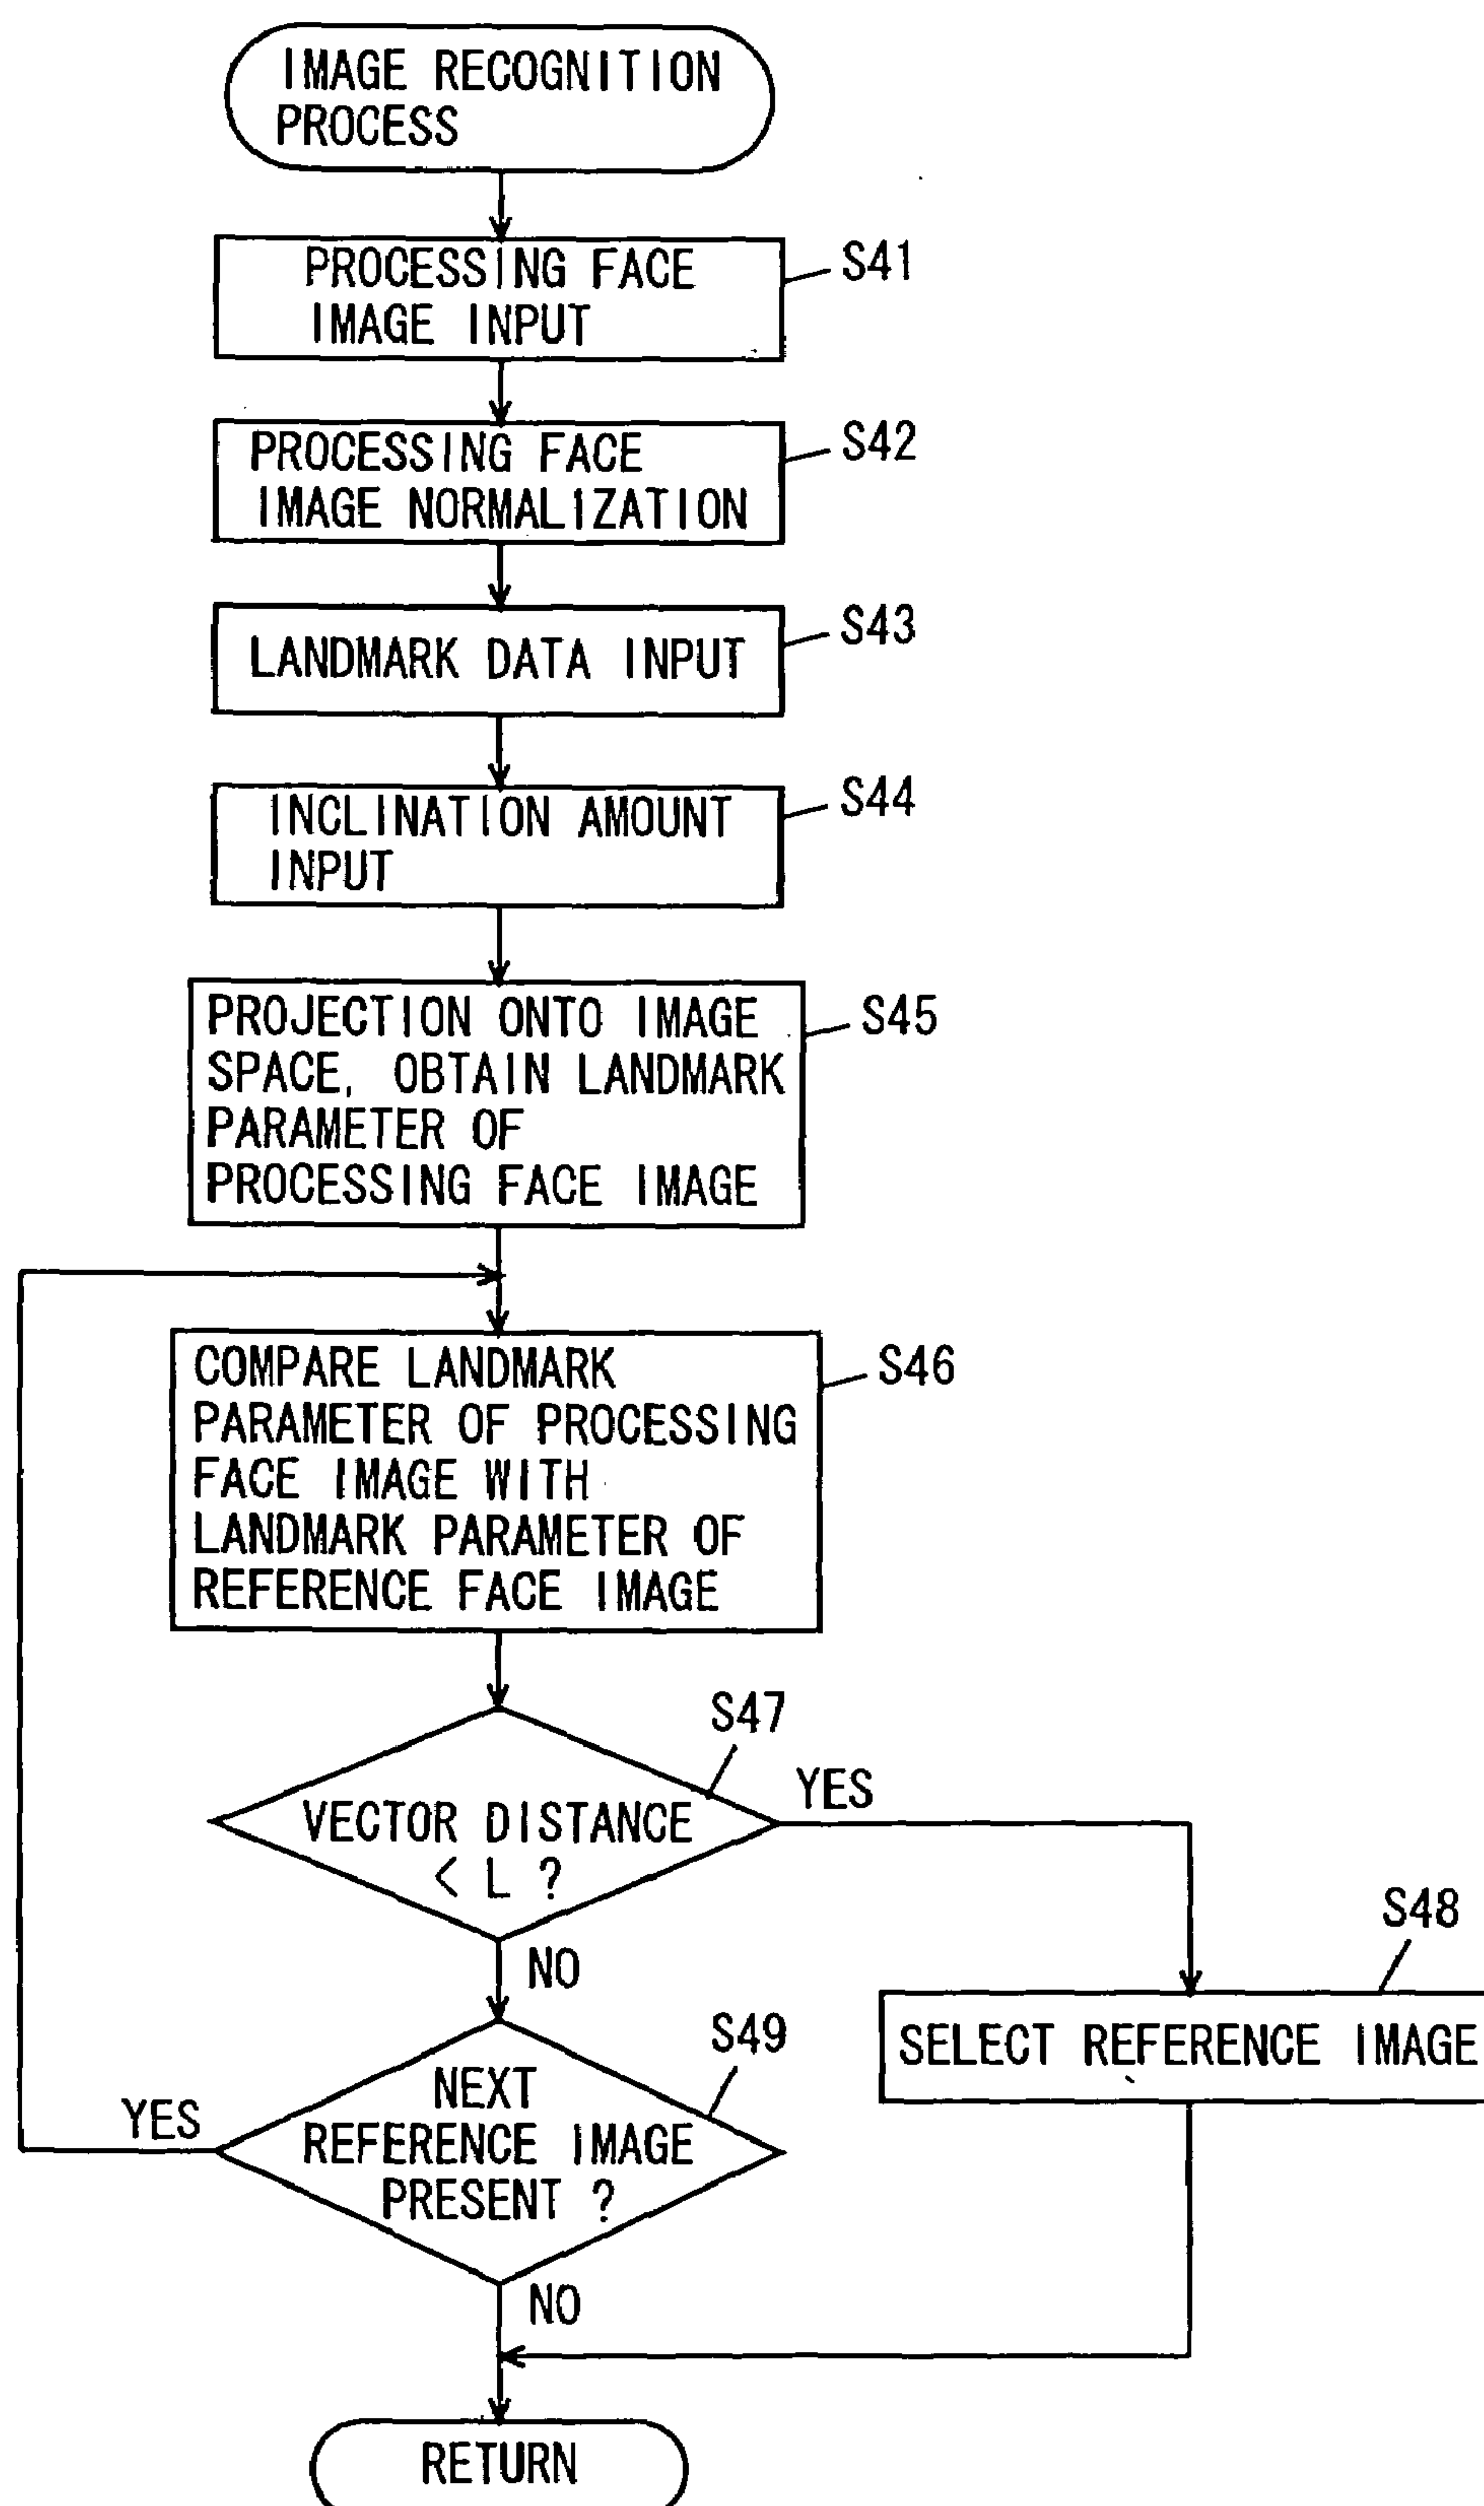 IMAGE RECOGNITION
PROCESS
PROCESSING FACE
IMAGE INPUT
S41
PROCESSING FACE
IMAGE NORMALIZATION
S42
LANDMARK DATA INPUT
S43
INCLINATION AMOUNT
INPUT
S44
PROJECTION ONTO IMAGE
SPACE, OBTAIN LANDMARK
PARAMETER OF
PROCESSING FACE IMAGE
S45
COMPARE LANDMARK
PARAMETER OF PROCESSING
FACE IMAGE WITH
LANDMARK PARAMETER OF
REFERENCE FACE IMAGE
S46
S47
VECTOR DISTANCE
< L ?
YES
NO
S48
SELECT REFERENCE IMAGE
S49
NEXT
REFERENCE IMAGE
PRESENT ?
YES
NO
RETURN